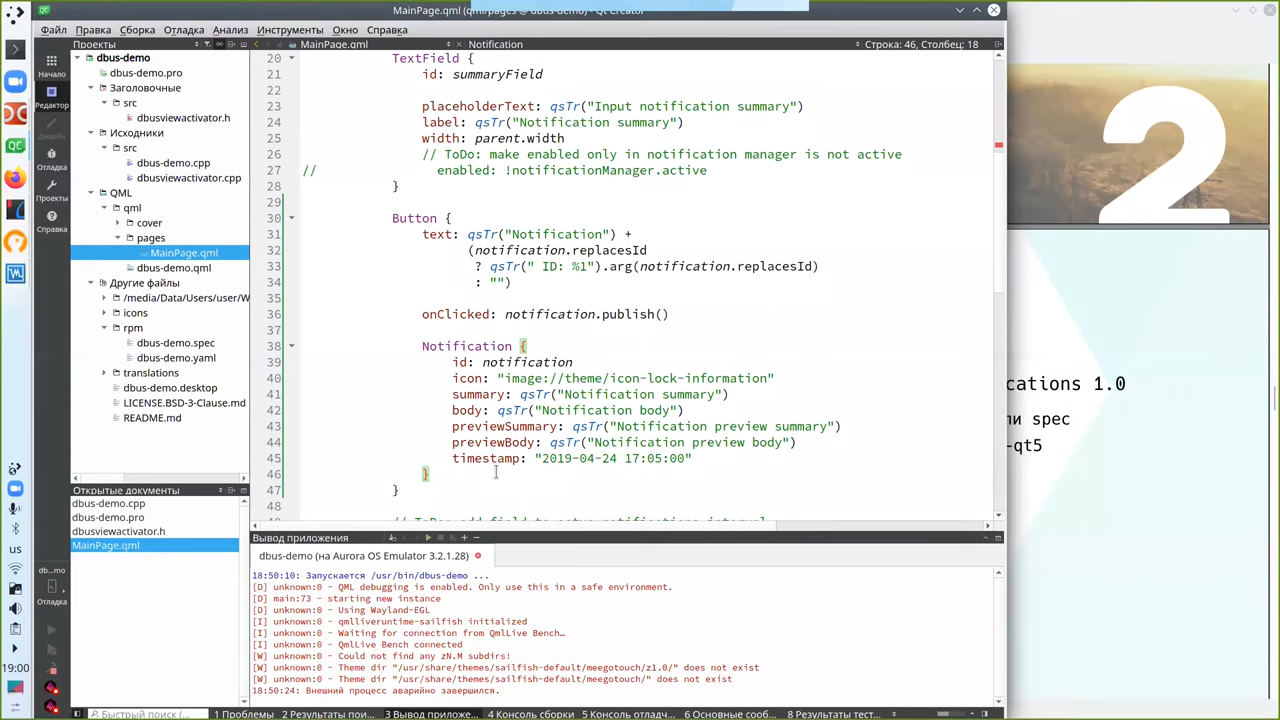 MainPage.qml (qml/pages @ dbus-demo) - Qt Creator
Файл Правка Сборка Отладка Анализ Инструменты Окно Справка
Проекты
MainPage.qml
Notification
Строка: 46, Столбец: 18
Начало
Редактор
Дизайн
Отладка
Проекты
Справка
us
db...mo
Отладка
19:00
dbus-demo
dbus-demo.pro
Заголовочные
src
dbusviewactivator.h
Исходники
src
dbus-demo.cpp
dbusviewactivator.cpp
QML
qml
cover
pages
MainPage.qml
dbus-demo.qml
Другие файлы
/media/Data/Users/user/W
icons
rpm
dbus-demo.spec
dbus-demo.yaml
translations
dbus-demo.desktop
LICENSE.BSD-3-Clause.md
README.md
Открытые документы
dbus-demo.cpp
dbus-demo.pro
dbusviewactivator.h
MainPage.qml
20 TextField {
21 id: summaryField
22
23 placeholderText: qsTr("Input notification summary")
24 label: qsTr("Notification summary")
25 width: parent.width
26 // ToDo: make enabled only in notification manager is not active
27 // enabled: !notificationManager.active
28 }
29
30 Button {
31 text: qsTr("Notification") +
32 (notification.replacesId
33 ? qsTr(" ID: %1").arg(notification.replacesId)
34 : "")
35
36 onClicked: notification.publish()
37
38 Notification {
39 id: notification
40 icon: "image://theme/icon-lock-information"
41 summary: qsTr("Notification summary")
42 body: qsTr("Notification body")
43 previewSummary: qsTr("Notification preview summary")
44 previewBody: qsTr("Notification preview body")
45 timestamp: "2019-04-24 17:05:00"
46 }
47 }
48
Вывод приложения
dbus-demo (на Aurora OS Emulator 3.2.1.28)
18:50:10: Запускается /usr/bin/dbus-demo ...
[D] unknown:0 - QML debugging is enabled. Only use this in a safe environment.
[D] main:73 - starting new instance
[D] unknown:0 - Using Wayland-EGL
[I] unknown:0 - qmlliveruntime-sailfish initialized
[I] unknown:0 - Waiting for connection from QmlLive Bench…
[I] unknown:0 - QmlLive Bench connected
[W] unknown:0 - Could not find any zN.M subdirs!
[W] unknown:0 - Theme dir "/usr/share/themes/sailfish-default/meegotouch/z1.0/" does not exist
[W] unknown:0 - Theme dir "/usr/share/themes/sailfish-default/meegotouch/" does not exist
18:50:24: Внешний процесс аварийно завершился.
Быстрый поиск (... 1 Проблемы 2 Результаты пои... 3 Вывод приложе... 4 Консоль сборки 5 Консоль отладч... 6 Основные сооб... 8 Результаты тест...
2
cations 1.0
ли spec
-qt5